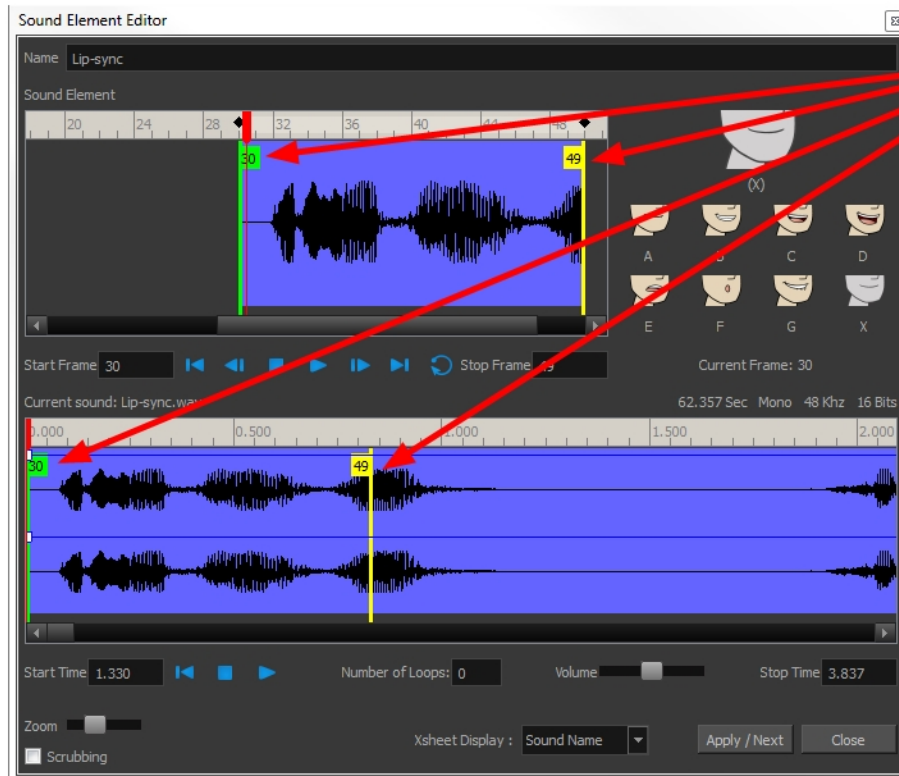 Sound Element Editor
Name Lip-sync
Sound Element
20 24 28 32 36 40 44 48
30 49
(X)
A B C D
E F G X
Start Frame 30 Stop Frame 49 Current Frame: 30
Current sound: Lip-sync.wav 62.357 Sec Mono 48 Khz 16 Bits
0.000 0.500 1.000 1.500 2.000
30 49
Start Time 1.330 Number of Loops: 0 Volume Stop Time 3.837
Zoom
Scrubbing Xsheet Display : Sound Name Apply / Next Close